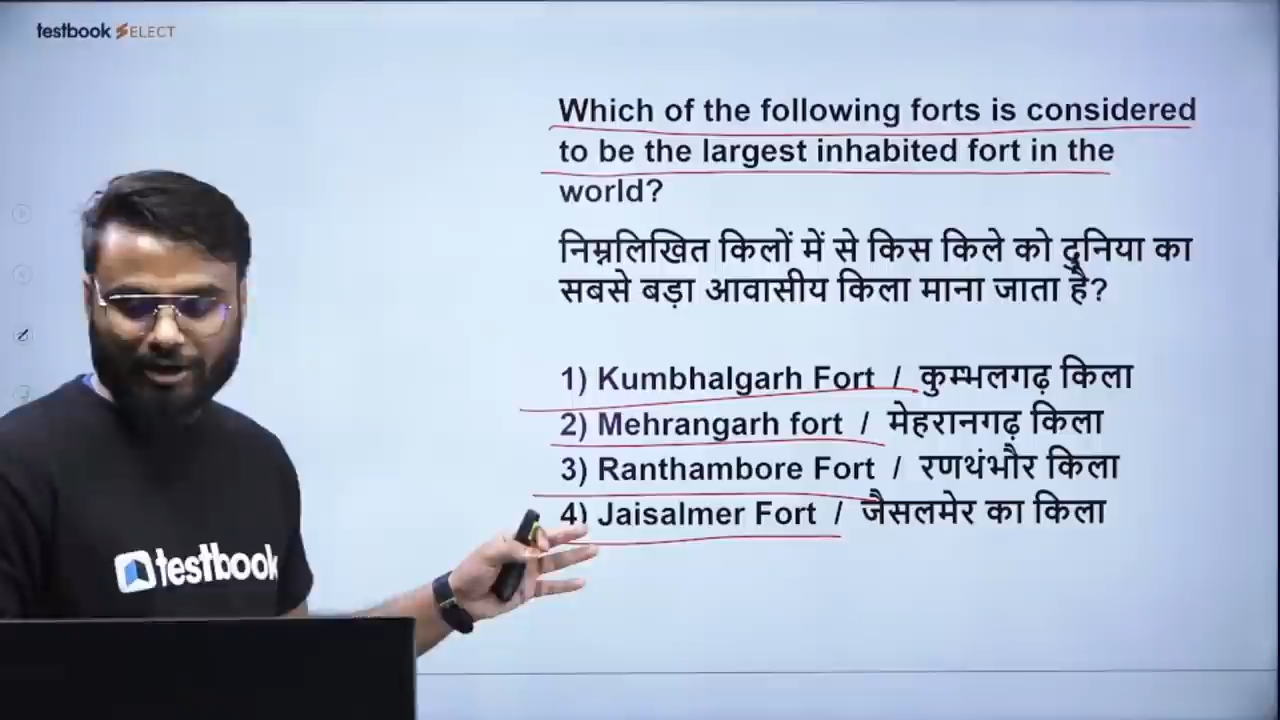 testbook SELECT
Which of the following forts is considered
to be the largest inhabited fort in the
world?
निम्नलिखित किलों में से किस किले को दुनिया का
सबसे बड़ा आवासीय किला माना जाता है?
1) Kumbhalgarh Fort / कुम्भलगढ़ किला
2) Mehrangarh fort / मेहरानगढ़ किला
3) Ranthambore Fort / रणथंभौर किला
4) Jaisalmer Fort / जैसलमेर का किला
testbook